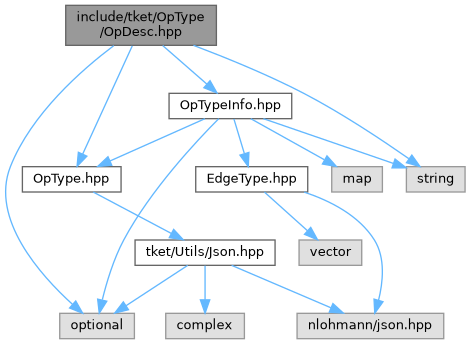 include/tket/OpType
/OpDesc.hpp
OpTypeInfo.hpp
OpType.hpp
EdgeType.hpp
map
string
tket/Utils/Json.hpp
vector
optional
complex
nlohmann/json.hpp